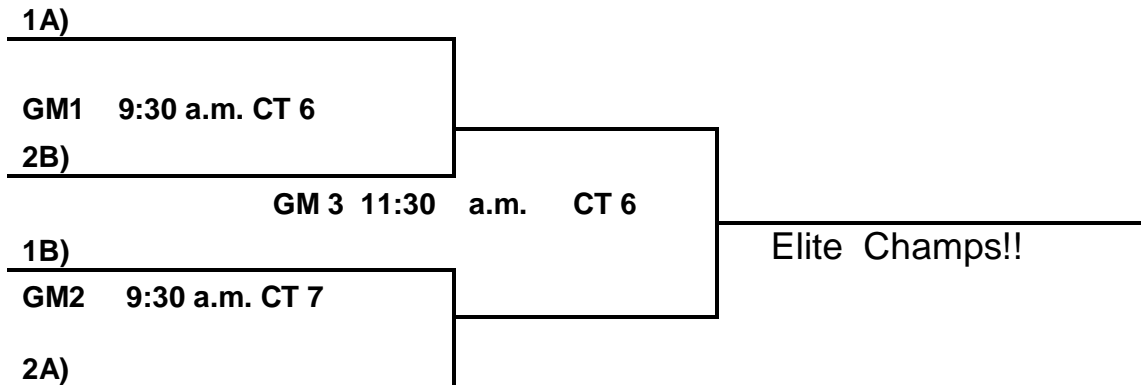 1A)
GM1 9:30 a.m. CT 6
2B)
GM 3 11:30 a.m. CT 6
1B)
Elite Champs!!
GM2 9:30 a.m. CT 7
2A)